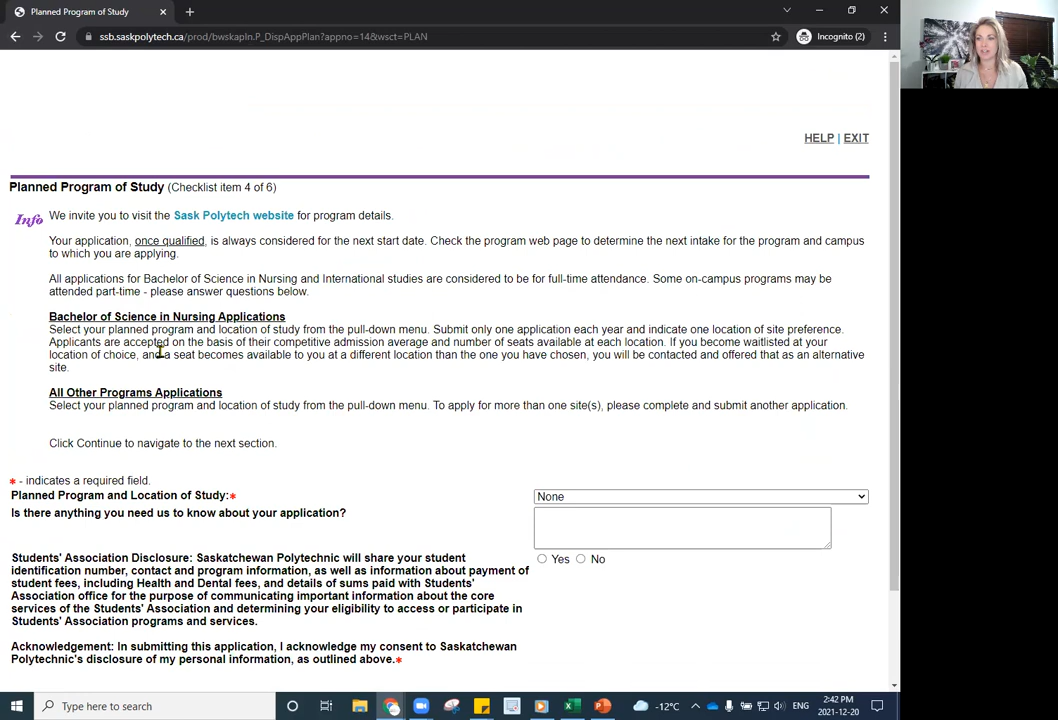 Planned Program of Study
ssb.saskpolytech.ca/prod/bwskapln.P_DispAppPlan?appno=14&wsct=PLAN
Incognito (2)
HELP | EXIT
Planned Program of Study (Checklist item 4 of 6)
Info We invite you to visit the Sask Polytech website for program details.
Your application, once qualified, is always considered for the next start date. Check the program web page to determine the next intake for the program and campus
to which you are applying.
All applications for Bachelor of Science in Nursing and International studies are considered to be for full-time attendance. Some on-campus programs may be
attended part-time - please answer questions below.
Bachelor of Science in Nursing Applications
Select your planned program and location of study from the pull-down menu. Submit only one application each year and indicate one location of site preference.
Applicants are accepted on the basis of their competitive admission average and number of seats available at each location. If you become waitlisted at your
location of choice, and a seat becomes available to you at a different location than the one you have chosen, you will be contacted and offered that as an alternative
site.
All Other Programs Applications
Select your planned program and location of study from the pull-down menu. To apply for more than one site(s), please complete and submit another application.
Click Continue to navigate to the next section.
* - indicates a required field.
Planned Program and Location of Study:*
None
Is there anything you need us to know about your application?
Students' Association Disclosure: Saskatchewan Polytechnic will share your student
Yes No
identification number, contact and program information, as well as information about payment of
student fees, including Health and Dental fees, and details of sums paid with Students'
Association office for the purpose of communicating important information about the core
services of the Students' Association and determining your eligibility to access or participate in
Students' Association programs and services.
Acknowledgement: In submitting this application, I acknowledge my consent to Saskatchewan
Polytechnic's disclosure of my personal information, as outlined above.*
Type here to search
-12°C
ENG
2:42 PM
2021-12-20